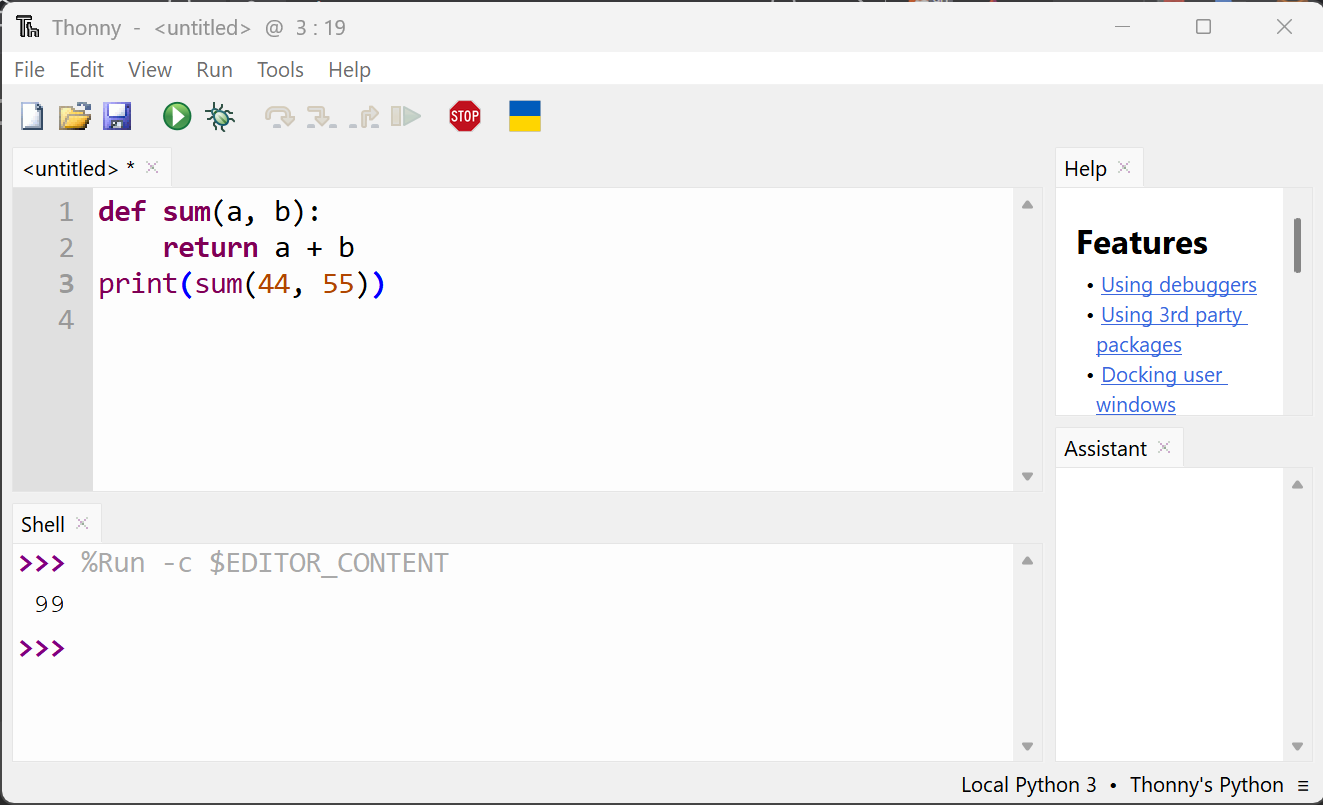 Thonny - <untitled> @ 3 : 19
File Edit View Run Tools Help
STOP
<untitled> *
1 def sum(a, b):
2     return a + b
3 print(sum(44, 55))
4
Help
Features
• Using debuggers
• Using 3rd party
packages
• Docking user
windows
Assistant
Shell
>>> %Run -c $EDITOR_CONTENT
99
>>>
Local Python 3 • Thonny's Python ≡